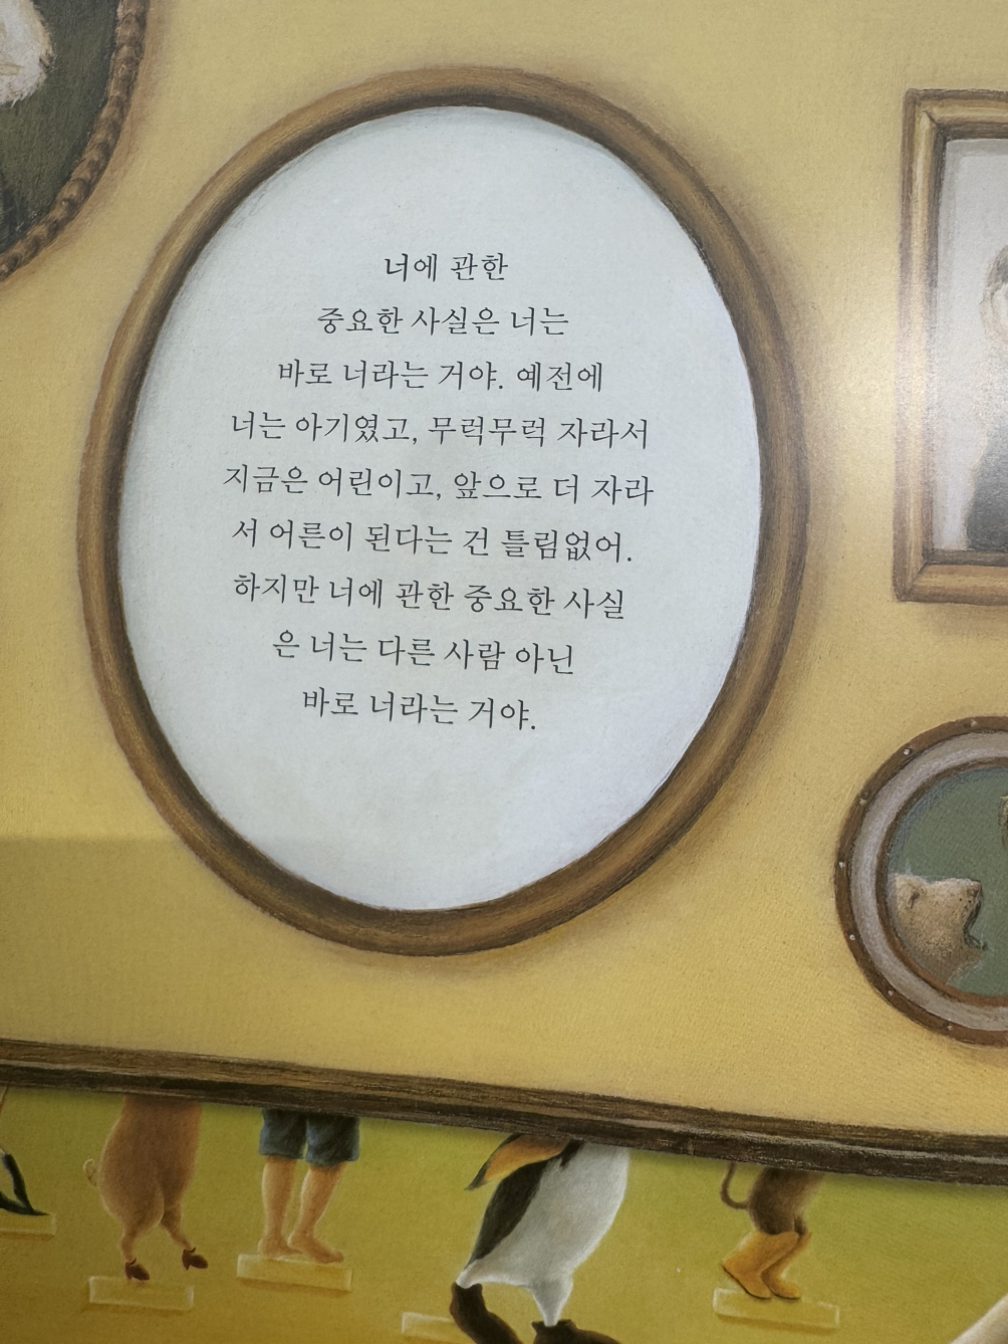 너에 관한
중요한 사실은 너는
바로 너라는 거야. 예전에
너는 아기였고, 무럭무럭 자라서
지금은 어린이고, 앞으로 더 자라
서 어른이 된다는 건 틀림없어.
하지만 너에 관한 중요한 사실
은 너는 다른 사람 아닌
바로 너라는 거야.